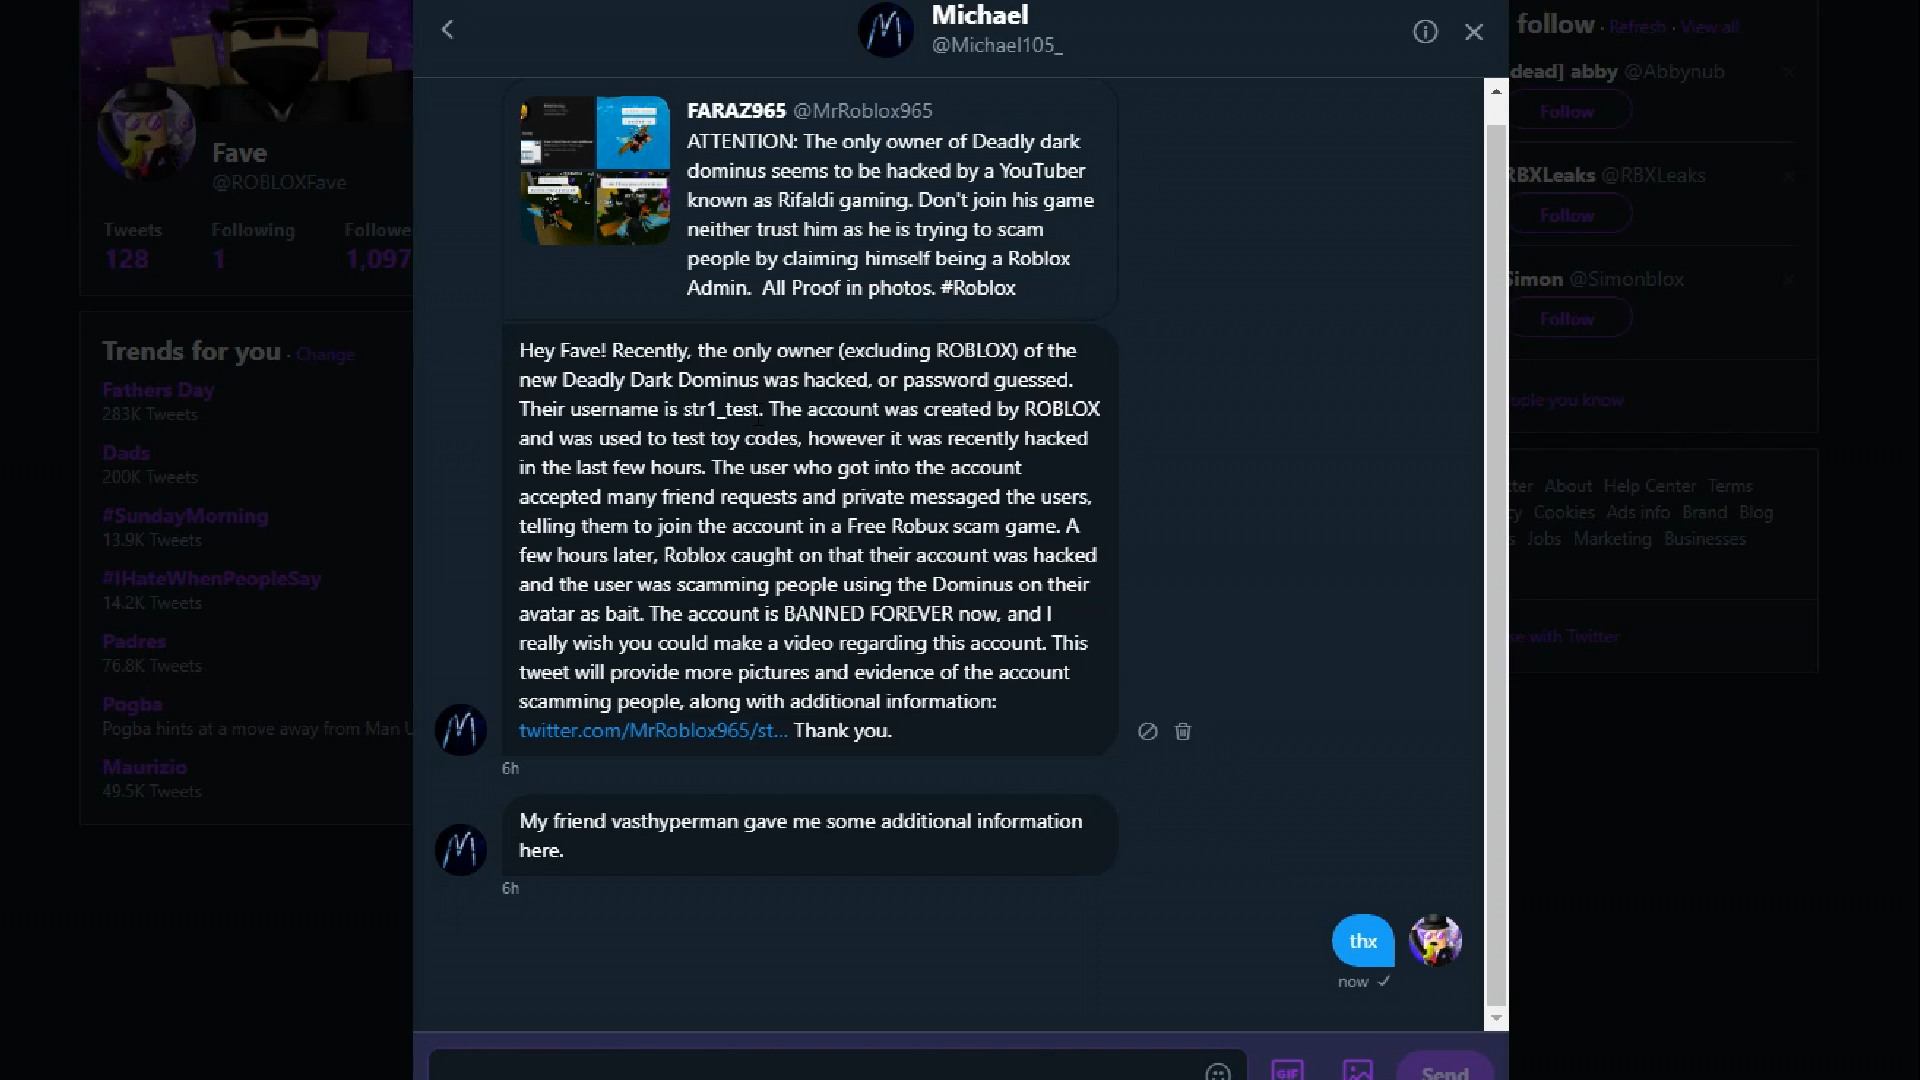 Michael
@Michael105_
Fave
@ROBLOXFave
Tweets
Following
Followe
128
1
1,097
Trends for you · Change
Fathers Day
283K Tweets
Dads
200K Tweets
#SundayMorning
13.9K Tweets
#IHateWhenPeopleSay
14.2K Tweets
Padres
76.8K Tweets
Pogba
Pogba hints at a move away from Man U
Maurizio
49.5K Tweets
FARAZ965 @MrRoblox965
ATTENTION: The only owner of Deadly dark
dominus seems to be hacked by a YouTuber
known as Rifaldi gaming. Don't join his game
neither trust him as he is trying to scam
people by claiming himself being a Roblox
Admin.  All Proof in photos. #Roblox
Hey Fave! Recently, the only owner (excluding ROBLOX) of the
new Deadly Dark Dominus was hacked, or password guessed.
Their username is str1_test. The account was created by ROBLOX
and was used to test toy codes, however it was recently hacked
in the last few hours. The user who got into the account
accepted many friend requests and private messaged the users,
telling them to join the account in a Free Robux scam game. A
few hours later, Roblox caught on that their account was hacked
and the user was scamming people using the Dominus on their
avatar as bait. The account is BANNED FOREVER now, and I
really wish you could make a video regarding this account. This
tweet will provide more pictures and evidence of the account
scamming people, along with additional information:
twitter.com/MrRoblox965/st... Thank you.
6h
My friend vasthyperman gave me some additional information
here.
6h
thx
now
GIF
Send
follow · Refresh · View all
dead] abby @Abbynub
Follow
RBXLeaks @RBXLeaks
Follow
Simon @Simonblox
Follow
ople you know
tter About Help Center Terms
cy Cookies Ads info Brand Blog
s Jobs Marketing Businesses
se with Twitter